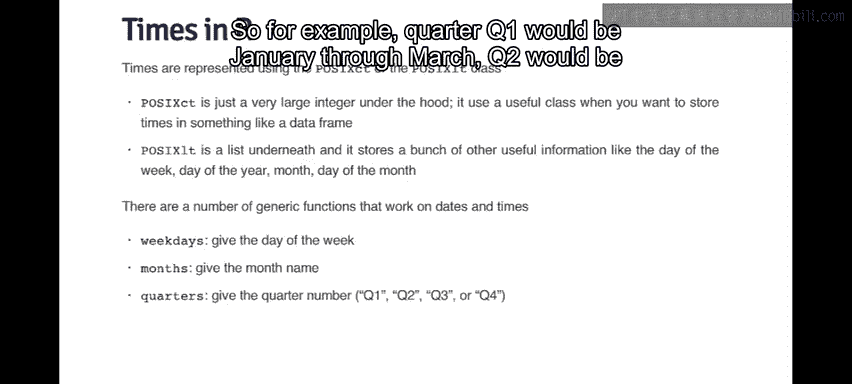 Times in R
So for example, quarter Q1 would be
January through March, Q2 would be
Times are represented using the POSIXct or the POSIXlt class
· POSIXct is just a very large integer under the hood; it use a useful class when you want to store
times in something like a data frame
· POSIXlt is a list underneath and it stores a bunch of other useful information like the day of the
week, day of the year, month, day of the month
There are a number of generic functions that work on dates and times
· weekdays: give the day of the week
· months: give the month name
· quarters: give the quarter number (“Q1”, “Q2”, “Q3”, or “Q4”)